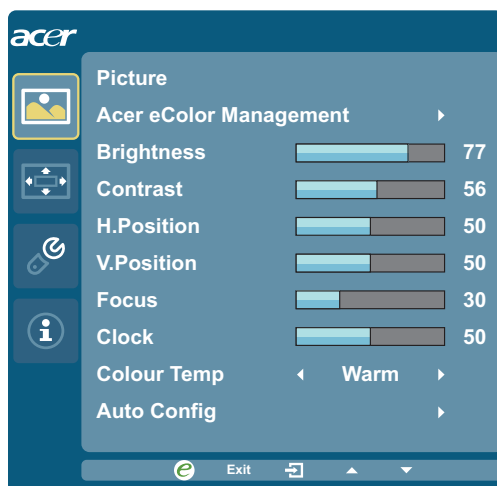 acer
Picture
Acer eColor Management
Brightness 77
Contrast 56
H.Position 50
V.Position 50
Focus 30
Clock 50
Colour Temp Warm
Auto Config
e Exit